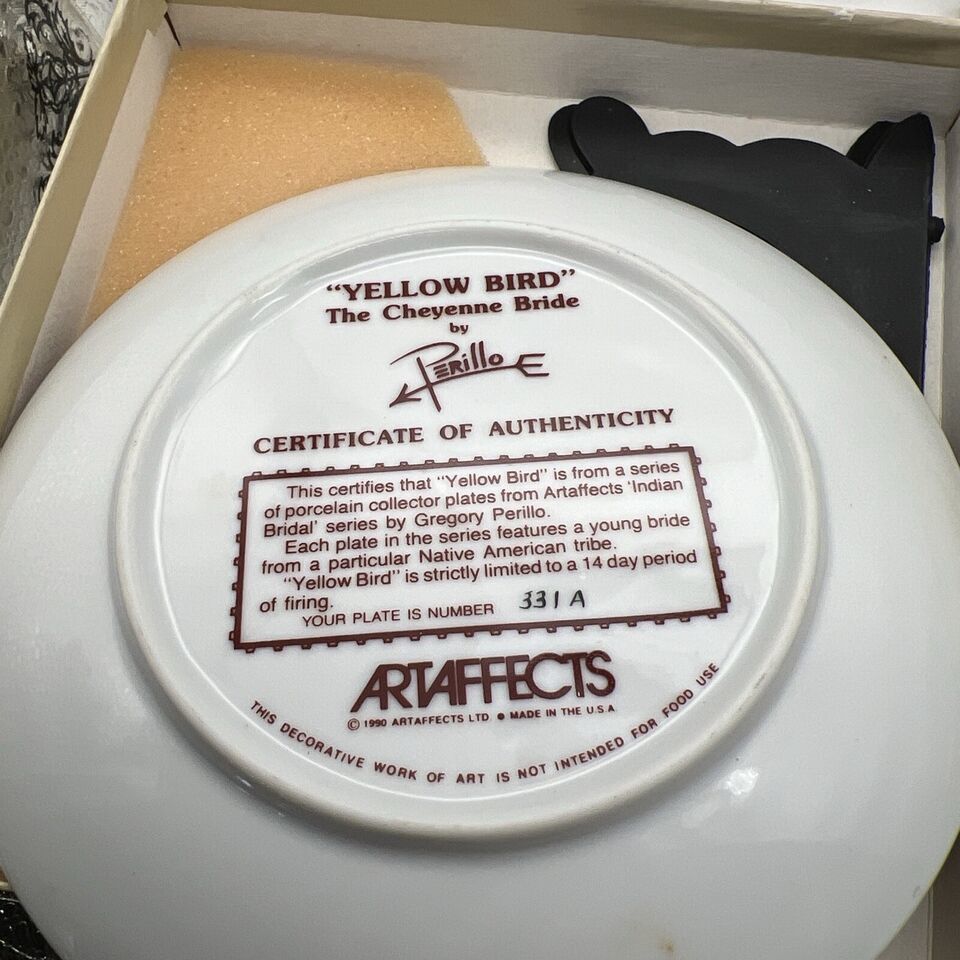 “YELLOW BIRD”
The Cheyenne Bride
by
PERillo
CERTIFICATE OF AUTHENTICITY
This certifies that “Yellow Bird” is from a series
of porcelain collector plates from Artaffects ‘Indian
Bridal’ series by Gregory Perillo.
Each plate in the series features a young bride
from a particular Native American tribe.
“Yellow Bird” is strictly limited to a 14 day period
of firing.
YOUR PLATE IS NUMBER 331 A
ARTAFFECTS
© 1990 ARTAFFECTS LTD ● MADE IN THE U.S.A
THIS DECORATIVE WORK OF ART IS NOT INTENDED FOR FOOD USE